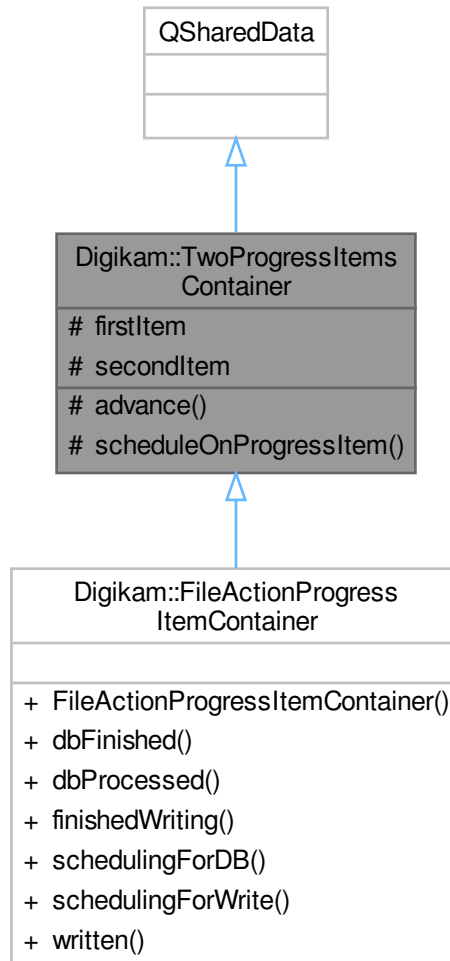 QSharedData
Digikam::TwoProgressItems
Container
# firstItem
# secondItem
# advance()
# scheduleOnProgressItem()
Digikam::FileActionProgress
ItemContainer
+ FileActionProgressItemContainer()
+ dbFinished()
+ dbProcessed()
+ finishedWriting()
+ schedulingForDB()
+ schedulingForWrite()
+ written()